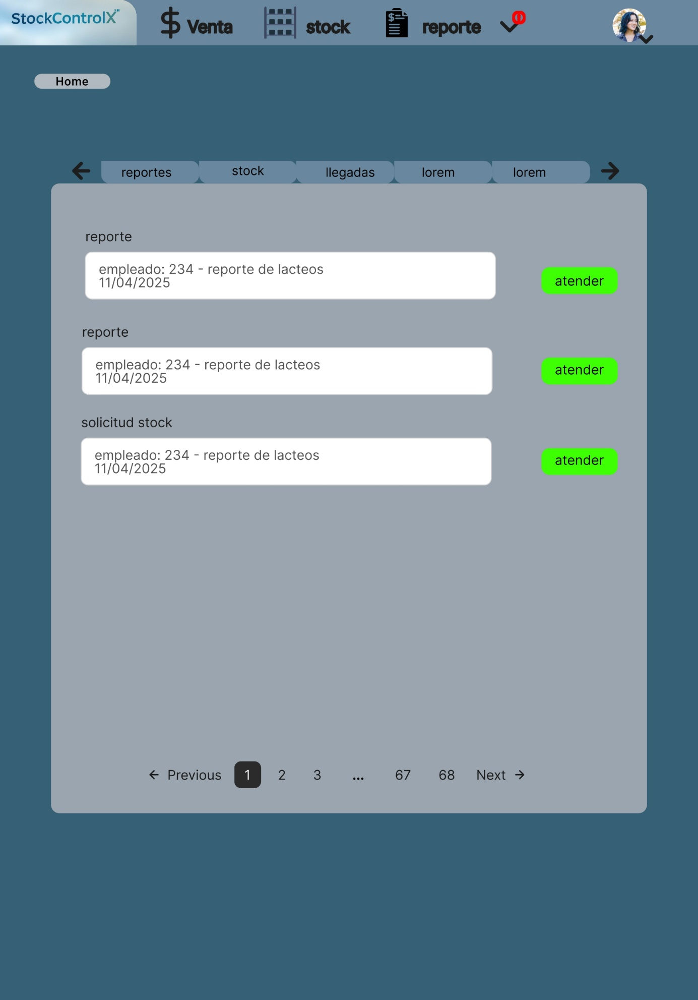 StockControlX
$ Venta
stock
reporte
Home
reportes
stock
llegadas
lorem
lorem
reporte
empleado: 234 - reporte de lacteos
11/04/2025
atender
reporte
empleado: 234 - reporte de lacteos
11/04/2025
atender
solicitud stock
empleado: 234 - reporte de lacteos
11/04/2025
atender
← Previous 1 2 3 ... 67 68 Next →